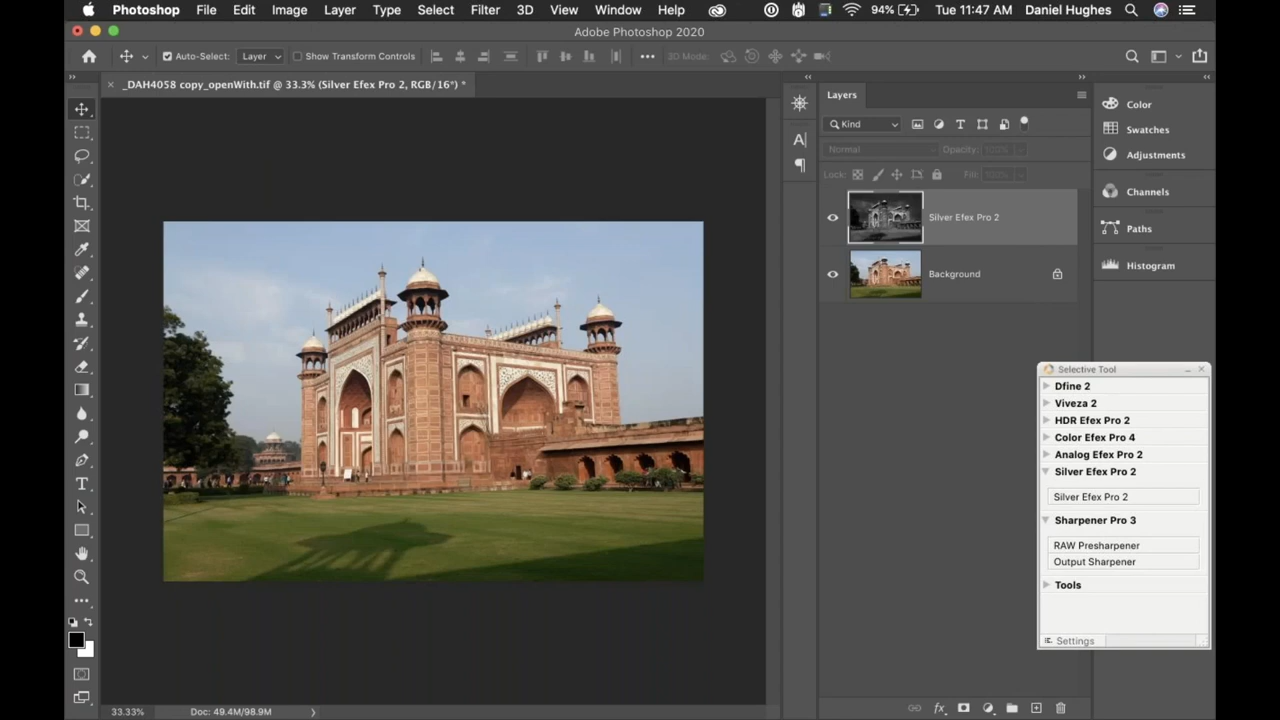 Photoshop File Edit Image Layer Type Select Filter 3D View Window Help 94% Tue 11:47 AM Daniel Hughes
Adobe Photoshop 2020
Auto-Select: Layer Show Transform Controls 3D Mode:
_DAH4058 copy_openWith.tif @ 33.3% (Silver Efex Pro 2, RGB/16*) *
Layers
Kind
Normal Opacity: 
Lock: Fill: 100%
Silver Efex Pro 2
Background
Color
Swatches
Adjustments
Channels
Paths
Histogram
Selective Tool
Dfine 2
Viveza 2
HDR Efex Pro 2
Color Efex Pro 4
Analog Efex Pro 2
Silver Efex Pro 2
Silver Efex Pro 2
Sharpener Pro 3
RAW Presharpener
Output Sharpener
Tools
Settings
33.33% Doc: 49.4M/98.9M